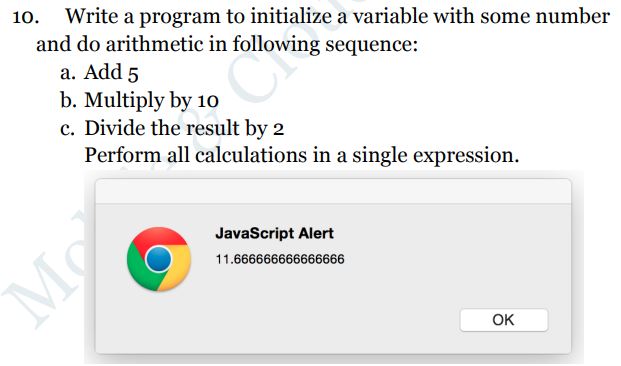 10. Write a program to initialize a variable with some number
and do arithmetic in following sequence:
a. Add 5
b. Multiply by 10
c. Divide the result by 2
Perform all calculations in a single expression.
JavaScript Alert
11.666666666666666
OK